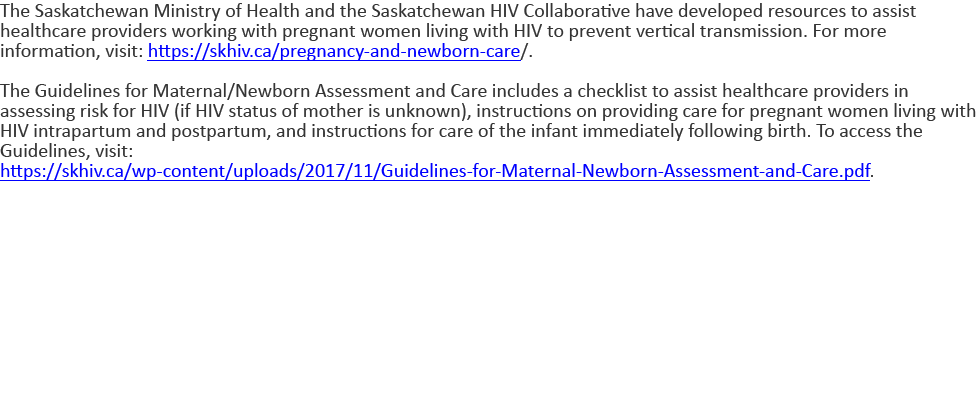 The Saskatchewan Ministry of Health and the Saskatchewan HIV Collaborative have developed resources to assist
healthcare providers working with pregnant women living with HIV to prevent vertical transmission. For more
information, visit: https://skhiv.ca/pregnancy-and-newborn-care/.
The Guidelines for Maternal/Newborn Assessment and Care includes a checklist to assist healthcare providers in
assessing risk for HIV (if HIV status of mother is unknown), instructions on providing care for pregnant women living with
HIV intrapartum and postpartum, and instructions for care of the infant immediately following birth. To access the
Guidelines, visit:
https://skhiv.ca/wp-content/uploads/2017/11/Guidelines-for-Maternal-Newborn-Assessment-and-Care.pdf.